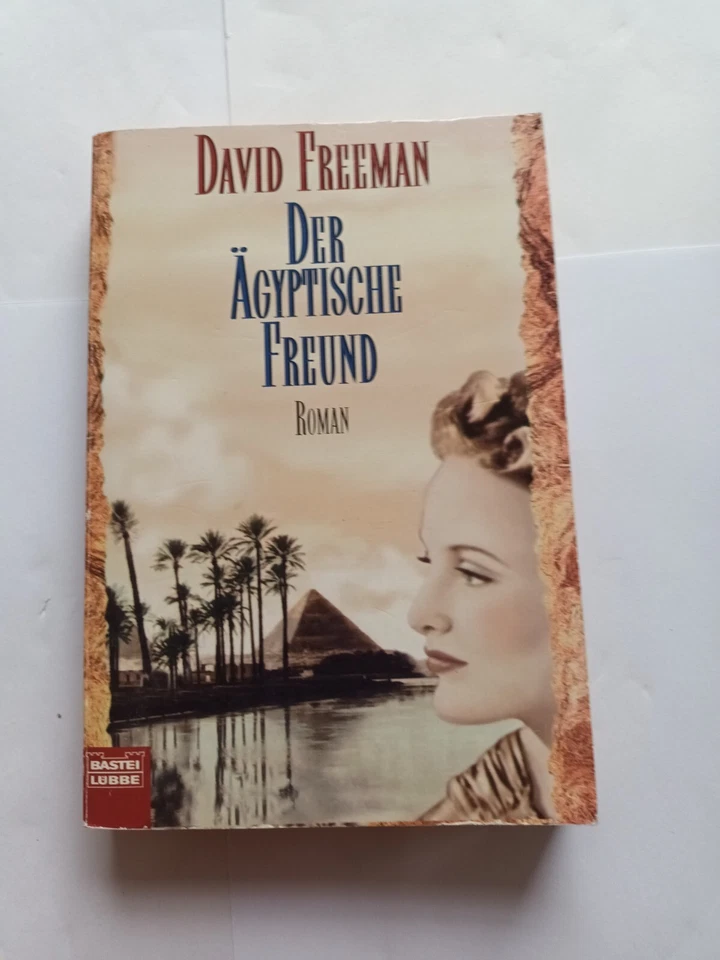 DAVID FREEMAN
DER
ÄGYPTISCHE
FREUND
ROMAN
BASTEI
LÜBBE